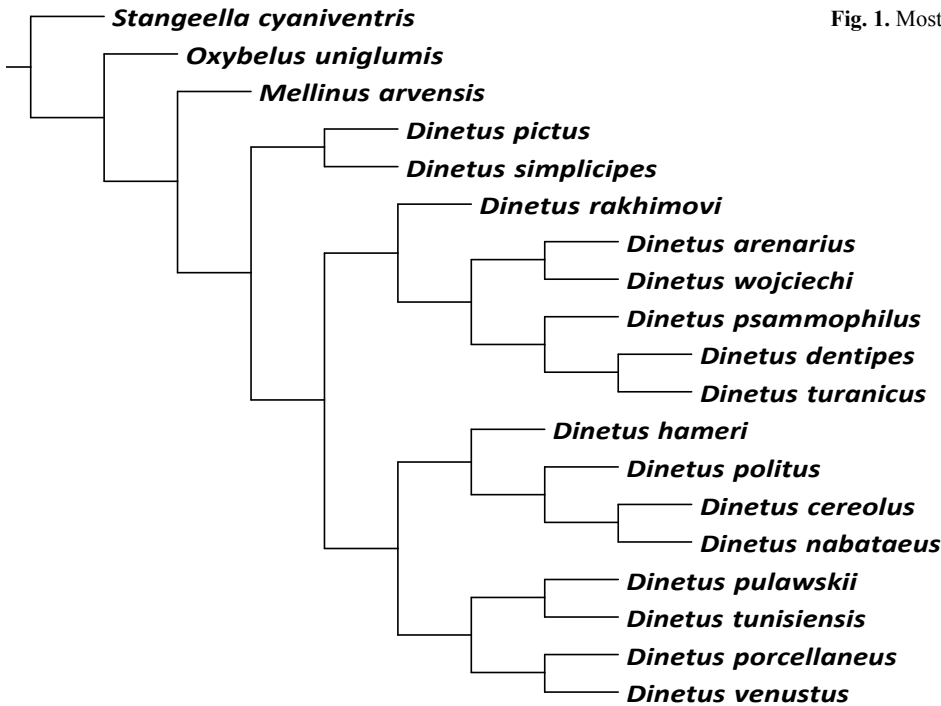 Stangeella cyaniventris
Fig. 1. Most
Oxybelus uniglumis
Mellinus arvensis
Dinetus pictus
Dinetus simplicipes
Dinetus rakhimovi
Dinetus arenarius
Dinetus wojciechi
Dinetus psammophilus
Dinetus dentipes
Dinetus turanicus
Dinetus hameri
Dinetus politus
Dinetus cereolus
Dinetus nabataeus
Dinetus pulawskii
Dinetus tunisiensis
Dinetus porcellaneus
Dinetus venustus